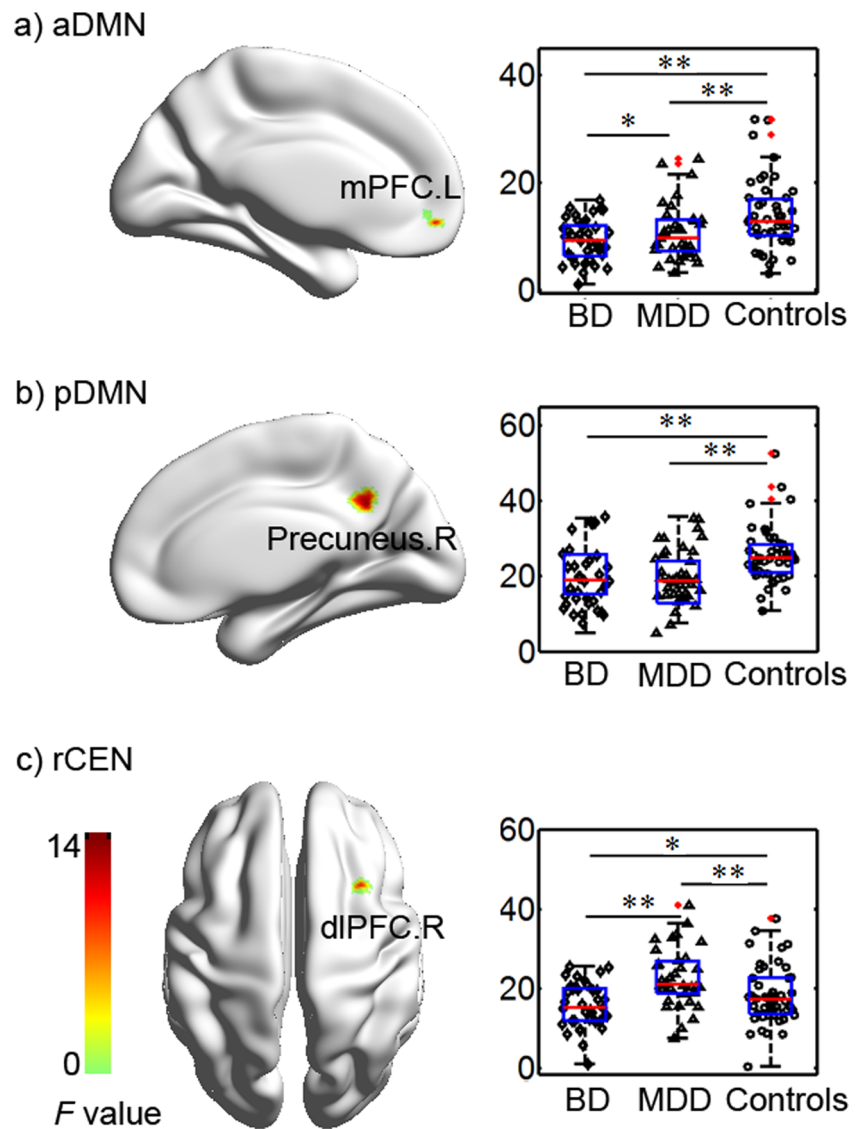 a) aDMN
mPFC.L
40
20
0
**
**
*
BD MDD Controls
b) pDMN
Precuneus.R
60
40
20
0
**
**
BD MDD Controls
c) rCEN
14
0
F value
dlPFC.R
60
40
20
0
*
**
**
BD MDD Controls